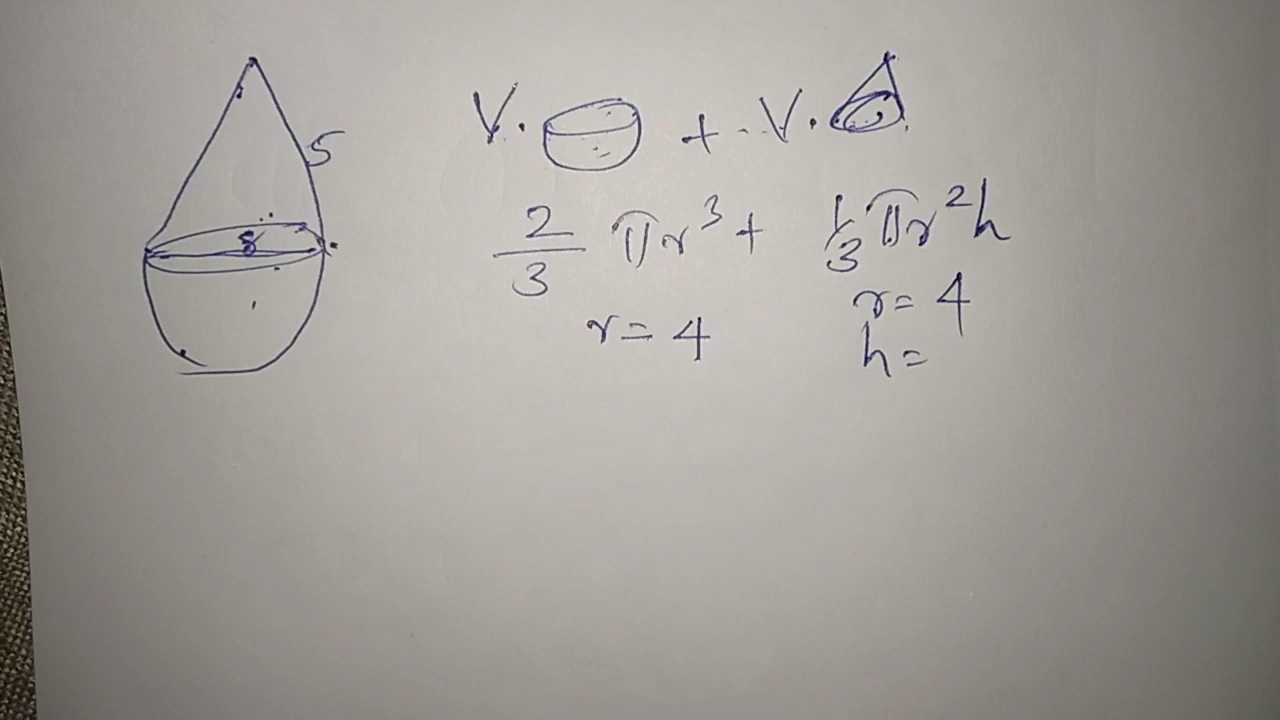 5
8
V. + V.
2/3 πr³ + 1/3 πr²h
r = 4
r = 4
h =